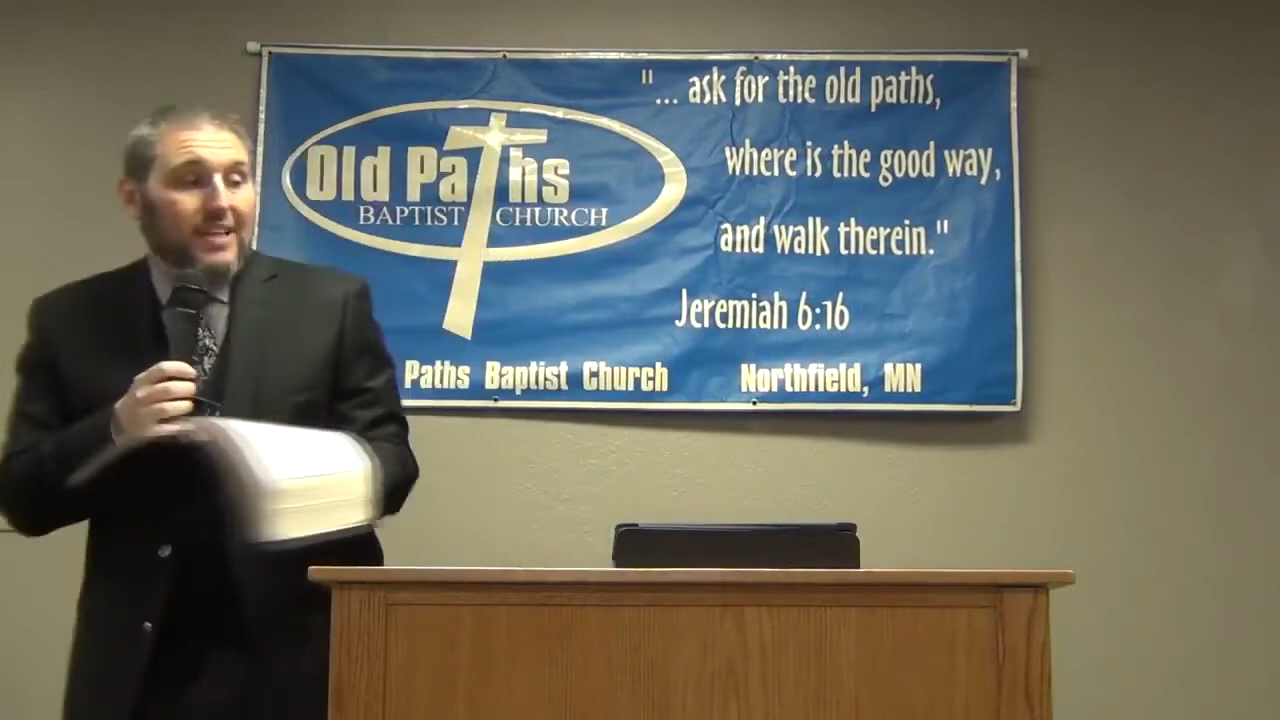 Old Paths
BAPTIST CHURCH
"... ask for the old paths,
where is the good way,
and walk therein."
Jeremiah 6:16
Paths Baptist Church Northfield, MN